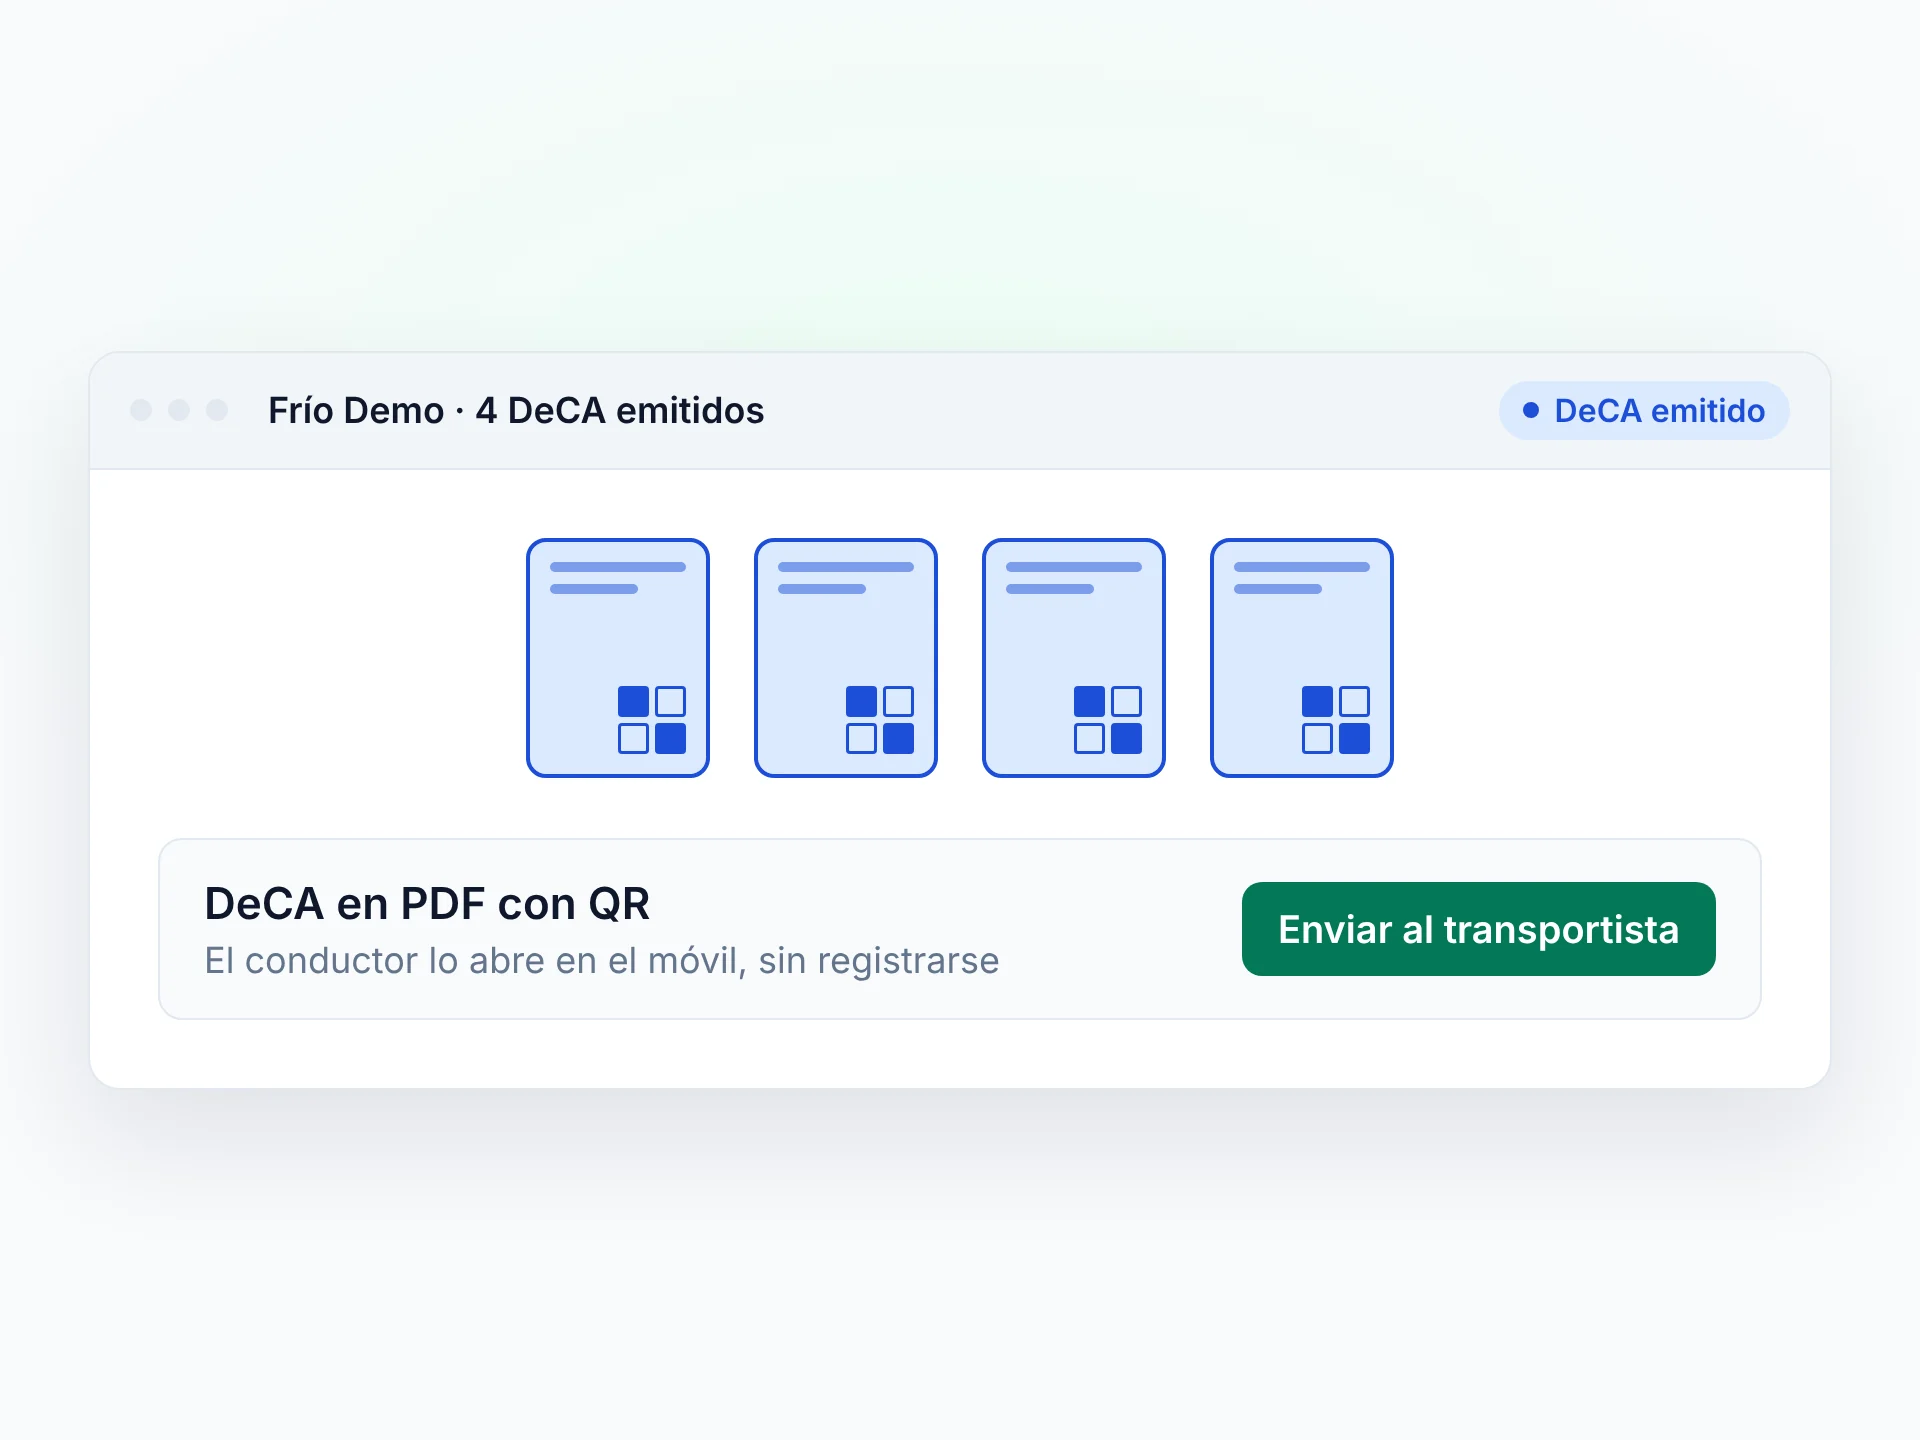 Frío Demo · 4 DeCA emitidos
DeCA emitido
DeCA en PDF con QR
El conductor lo abre en el móvil, sin registrarse
Enviar al transportista